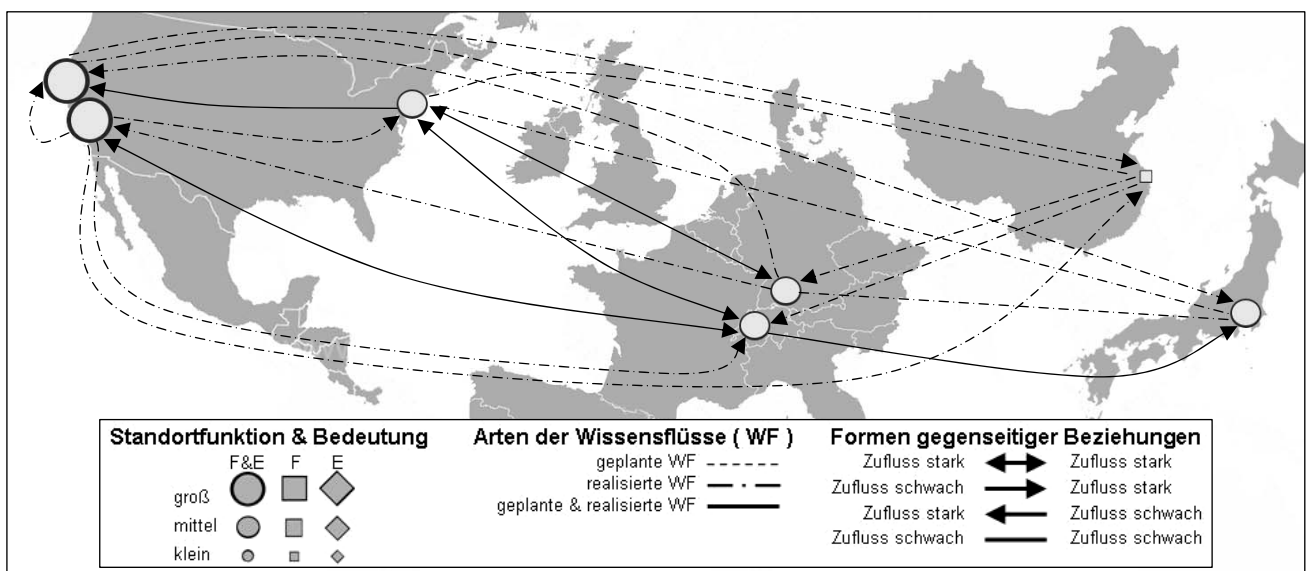 Standortfunktion & Bedeutung
F&E F E
groß
mittel
klein
Arten der Wissensflüsse ( WF )
geplante WF
realisierte WF
geplante & realisierte WF
Formen gegenseitiger Beziehungen
Zufluss stark Zufluss stark
Zufluss schwach Zufluss stark
Zufluss stark Zufluss schwach
Zufluss schwach Zufluss schwach